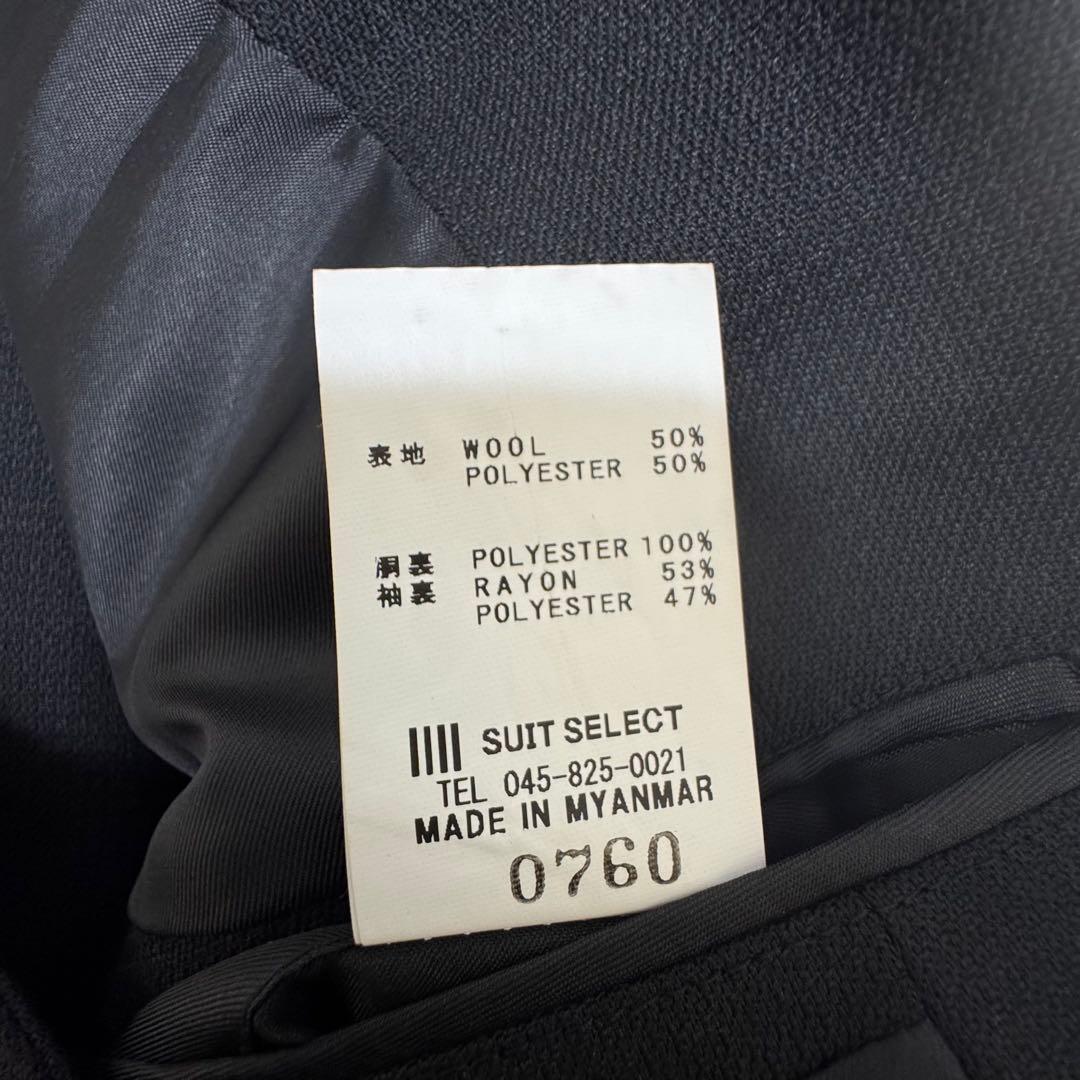 表地 WOOL 50%
POLYESTER 50%
胴裏 POLYESTER 100%
袖裏 RAYON 53%
POLYESTER 47%
SUIT SELECT
TEL 045-825-0021
MADE IN MYANMAR
0760